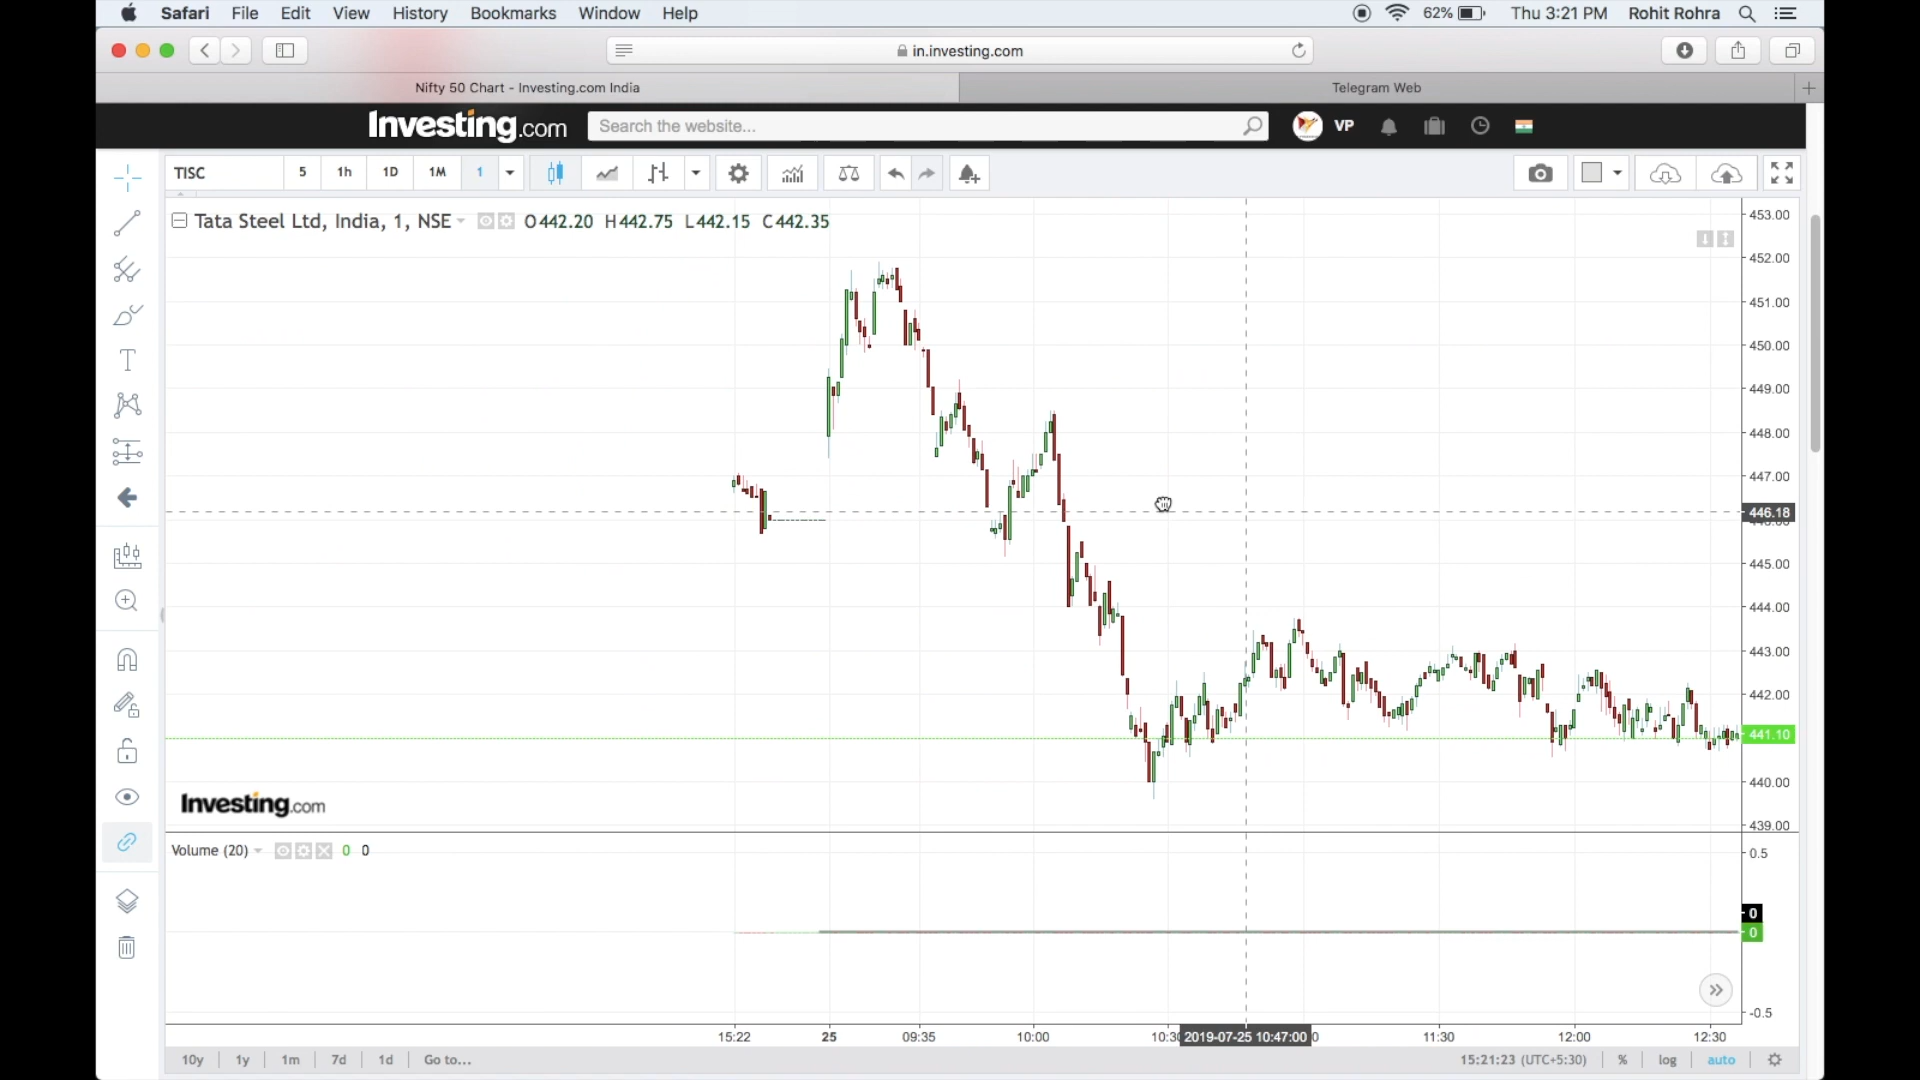 Safari File Edit View History Bookmarks Window Help 62% Thu 3:21 PM Rohit Rohra
in.investing.com
Nifty 50 Chart - Investing.com India Telegram Web
Investing.com Search the website... VP
TISC 5 1h 1D 1M 1
Tata Steel Ltd, India, 1, NSE O442.20 H442.75 L442.15 C442.35
453.00
452.00
451.00
450.00
449.00
448.00
447.00
446.18
445.00
444.00
443.00
442.00
441.10
440.00
439.00
Investing.com
Volume (20) 0 0
0.5
0
0
-0.5
15:22 25 09:35 10:00 10:30 2019-07-25 10:47:00 11:30 12:00 12:30
10y 1y 1m 7d 1d Go to... 15:21:23 (UTC+5:30) % log auto